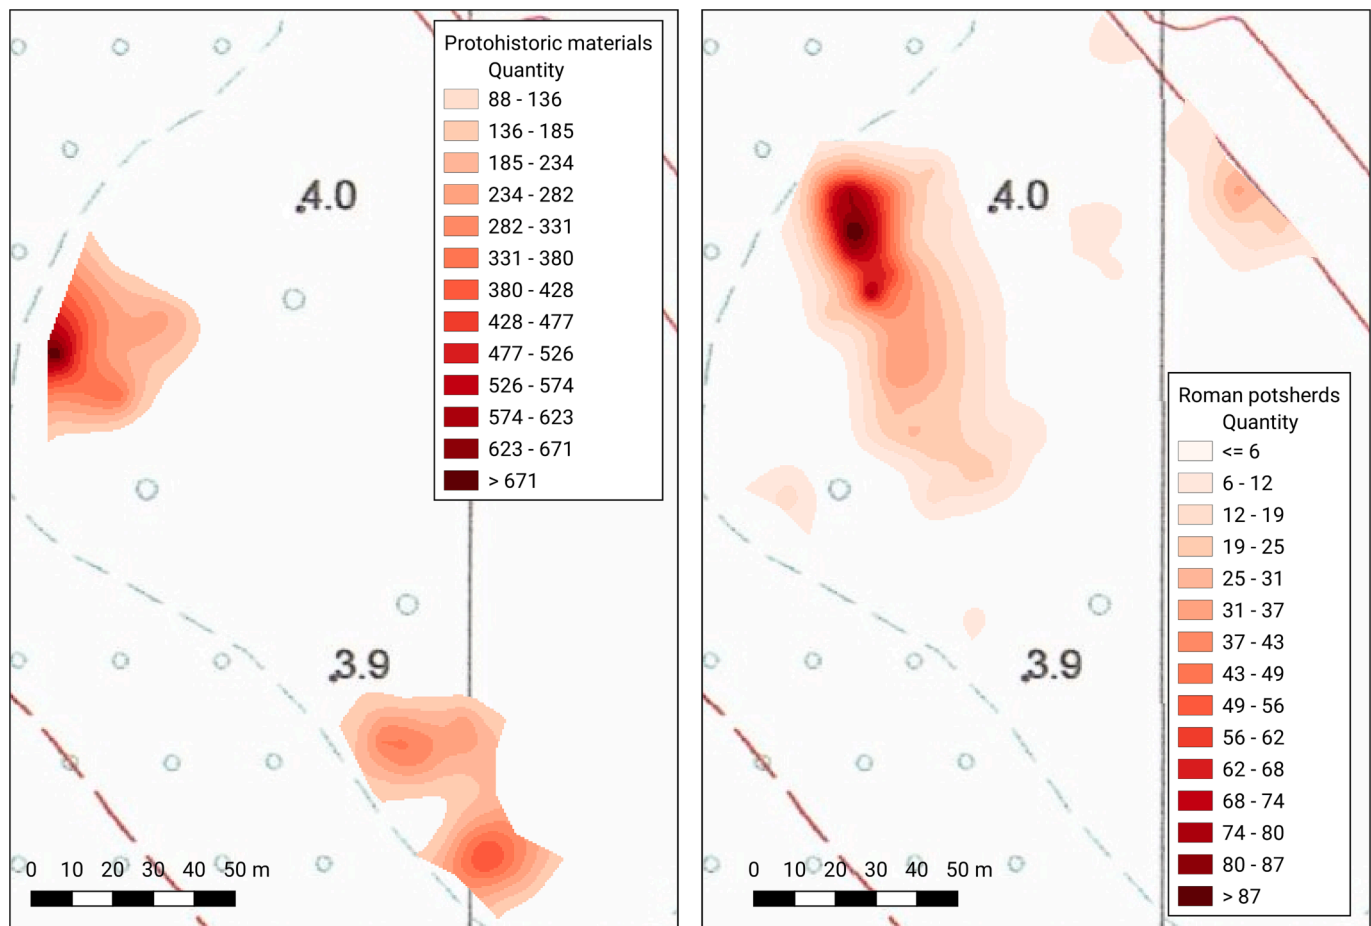 Protohistoric materials
Quantity
88 - 136
136 - 185
185 - 234
234 - 282
282 - 331
331 - 380
380 - 428
428 - 477
477 - 526
526 - 574
574 - 623
623 - 671
> 671
4.0
3.9
0 10 20 30 40 50 m
4.0
Roman potsherds
Quantity
<= 6
6 - 12
12 - 19
19 - 25
25 - 31
31 - 37
37 - 43
43 - 49
49 - 56
56 - 62
62 - 68
68 - 74
74 - 80
80 - 87
> 87
3.9
0 10 20 30 40 50 m